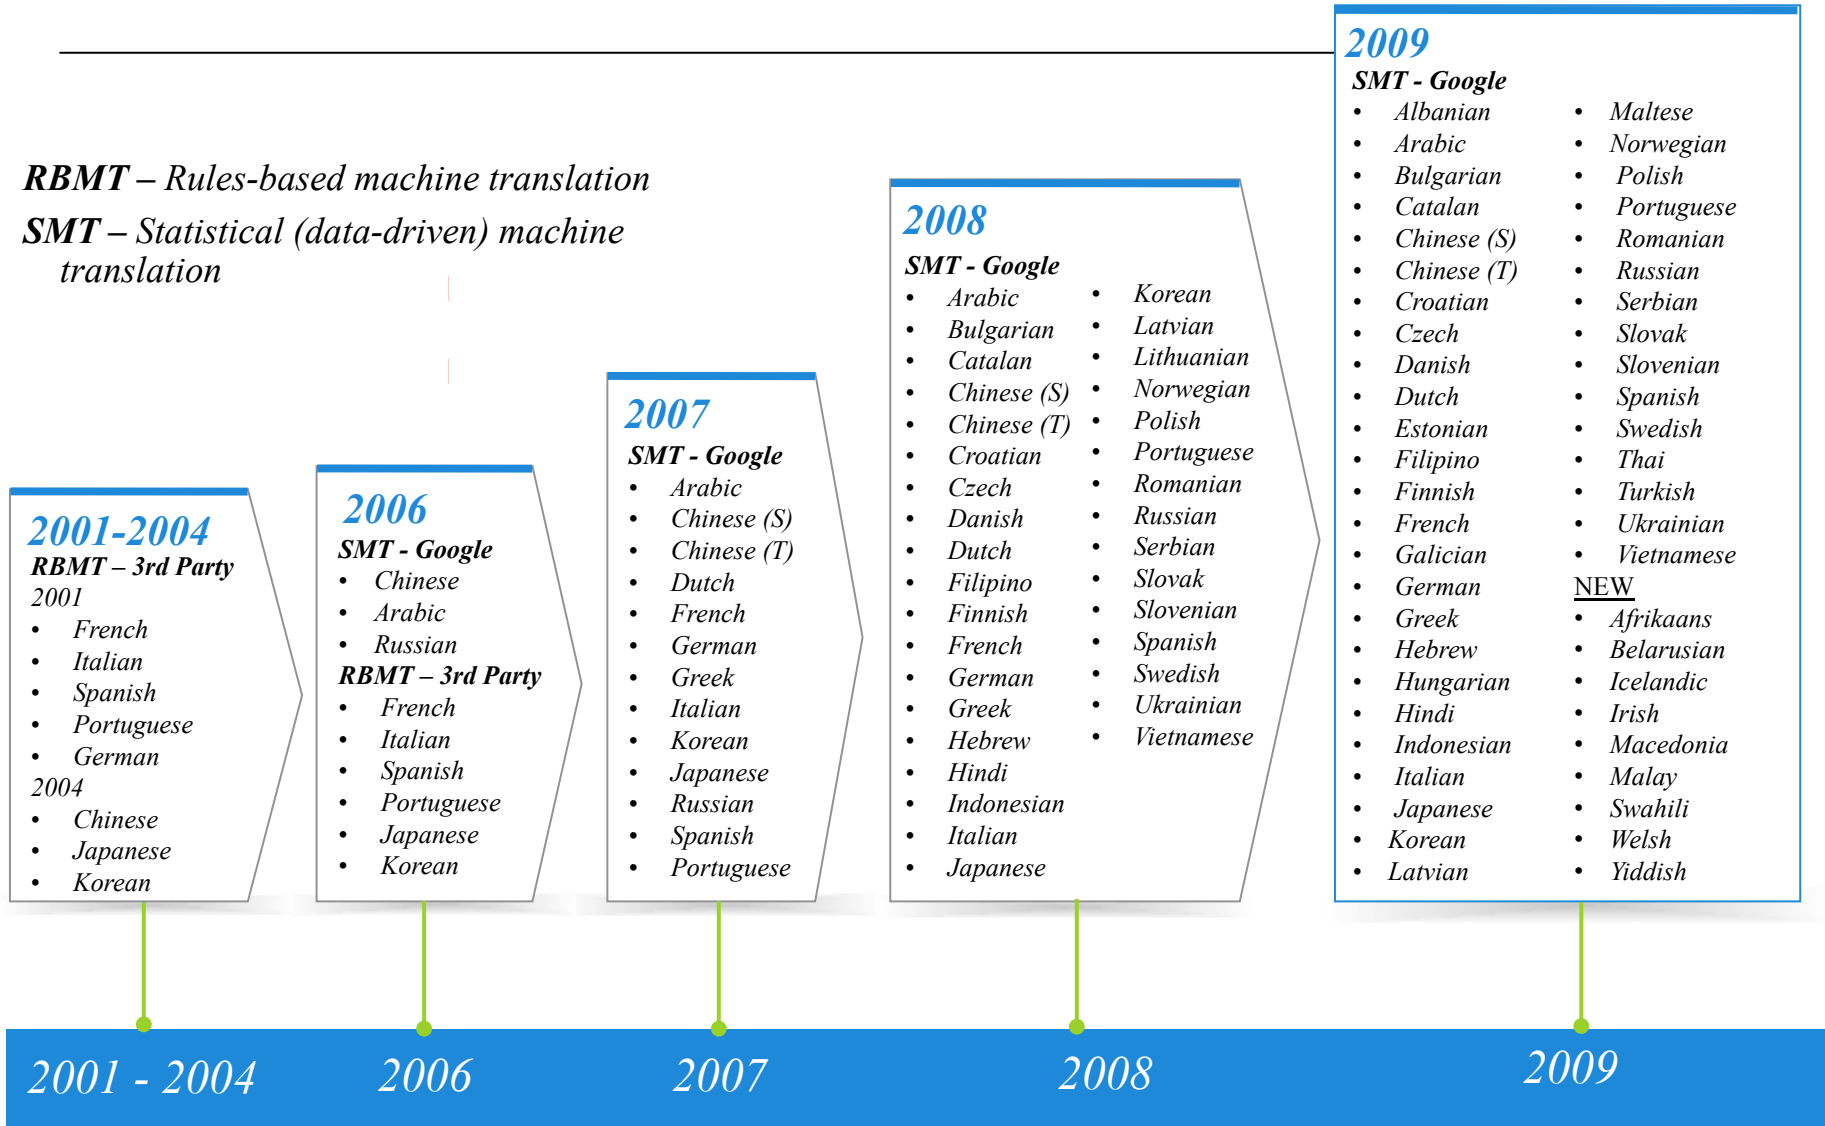 RBMT – Rules-based machine translation
SMT – Statistical (data-driven) machine
translation
2001-2004
RBMT – 3rd Party
2001
• French
• Italian
• Spanish
• Portuguese
• German
2004
• Chinese
• Japanese
• Korean
2006
SMT - Google
• Chinese
• Arabic
• Russian
RBMT – 3rd Party
• French
• Italian
• Spanish
• Portuguese
• Japanese
• Korean
2007
SMT - Google
• Arabic
• Chinese (S)
• Chinese (T)
• Dutch
• French
• German
• Greek
• Italian
• Korean
• Japanese
• Russian
• Spanish
• Portuguese
2008
SMT - Google
• Arabic
• Bulgarian
• Catalan
• Chinese (S)
• Chinese (T)
• Croatian
• Czech
• Danish
• Dutch
• Filipino
• Finnish
• French
• German
• Greek
• Hebrew
• Hindi
• Indonesian
• Italian
• Japanese
• Korean
• Latvian
• Lithuanian
• Norwegian
• Polish
• Portuguese
• Romanian
• Russian
• Serbian
• Slovak
• Slovenian
• Spanish
• Swedish
• Ukrainian
• Vietnamese
2009
SMT - Google
• Albanian
• Arabic
• Bulgarian
• Catalan
• Chinese (S)
• Chinese (T)
• Croatian
• Czech
• Danish
• Dutch
• Estonian
• Filipino
• Finnish
• French
• Galician
• German
• Greek
• Hebrew
• Hungarian
• Hindi
• Indonesian
• Italian
• Japanese
• Korean
• Latvian
• Maltese
• Norwegian
• Polish
• Portuguese
• Romanian
• Russian
• Serbian
• Slovak
• Slovenian
• Spanish
• Swedish
• Thai
• Turkish
• Ukrainian
• Vietnamese
NEW
• Afrikaans
• Belarusian
• Icelandic
• Irish
• Macedonia
• Malay
• Swahili
• Welsh
• Yiddish
2001 - 2004
2006
2007
2008
2009